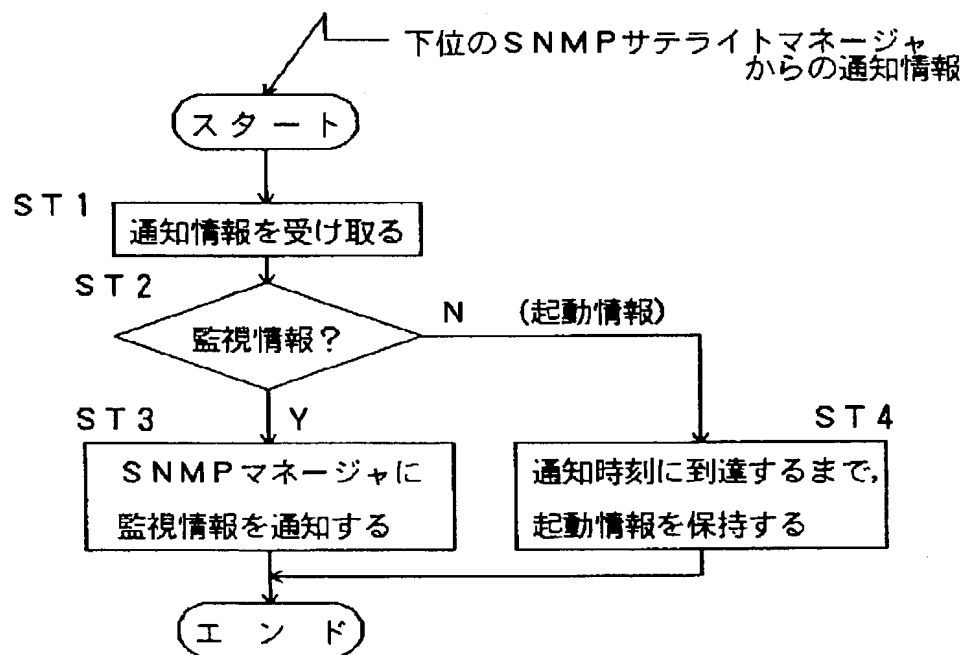 下位のSNMPサテライトマネージャ
からの通知情報
スタート
ST1
通知情報を受け取る
ST2
監視情報?
N (起動情報)
ST3
Y
ST4
SNMPマネージャに
監視情報を通知する
通知時刻に到達するまで,
起動情報を保持する
エンド